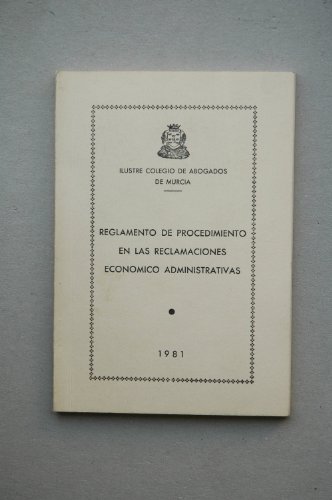 ILUSTRE COLEGIO DE ABOGADOS
DE MURCIA
REGLAMENTO DE PROCEDIMIENTO
EN LAS RECLAMACIONES
ECONOMICO ADMINISTRATIVAS
1981